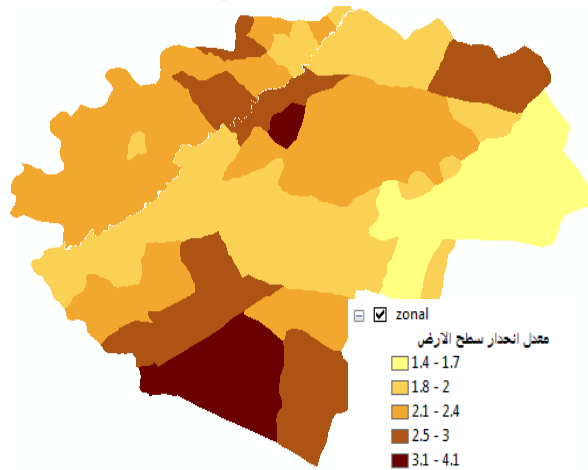 zonal
معدل انحدار سطح الارض
1.4 - 1.7
1.8 - 2
2.1 - 2.4
2.5 - 3
3.1 - 4.1